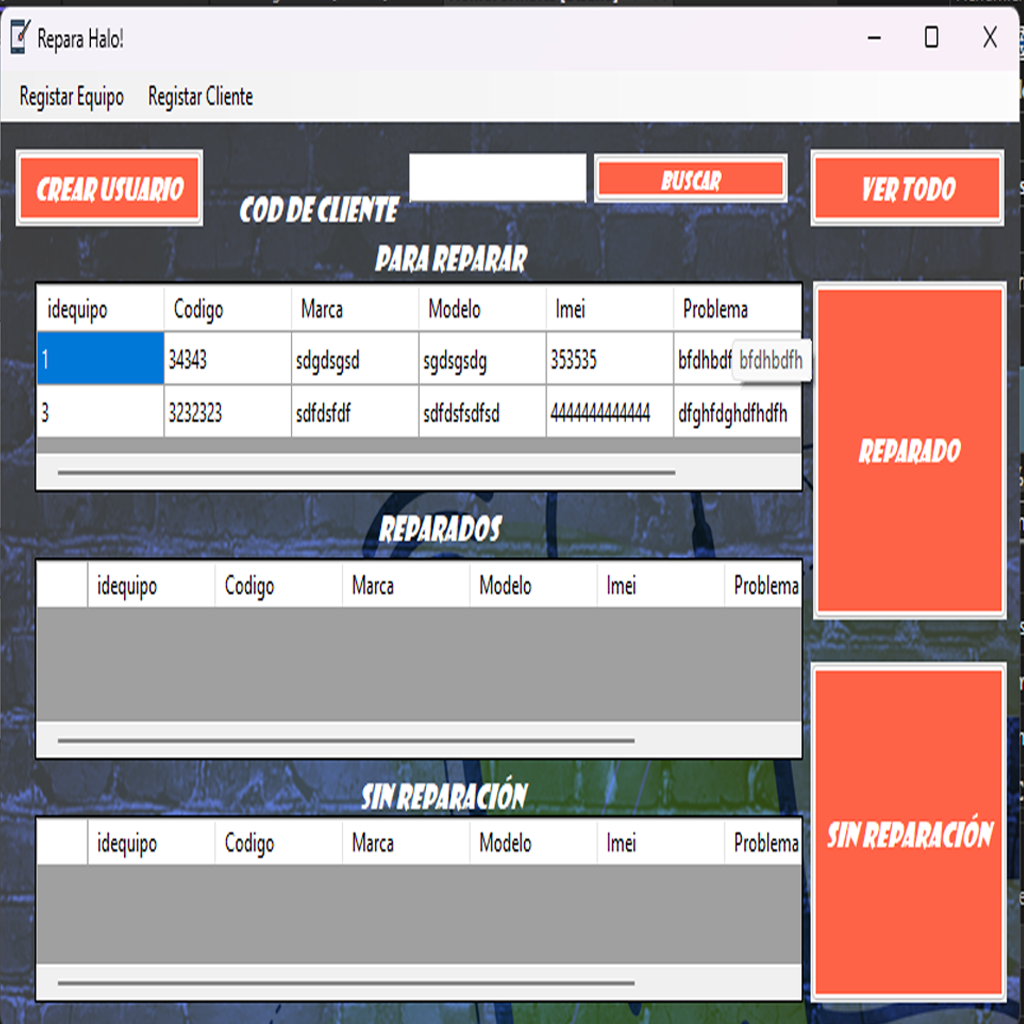 Repara Halo!
Registar Equipo Registar Cliente
CREAR USUARIO
COD DE CLIENTE
BUSCAR
VER TODO
PARA REPARAR
idequipo Codigo Marca Modelo Imei Problema
1 34343 sdgdsgsd sgdsgsdg 353535 bfdhbdf bfdhbdfh
3 3232323 sdfdsfdf sdfdsfsdfsd 4444444444444 dfghfdghdfhdfh
REPARADO
REPARADOS
idequipo Codigo Marca Modelo Imei Problema
SIN REPARACIÓN
SIN REPARACIÓN
idequipo Codigo Marca Modelo Imei Problema